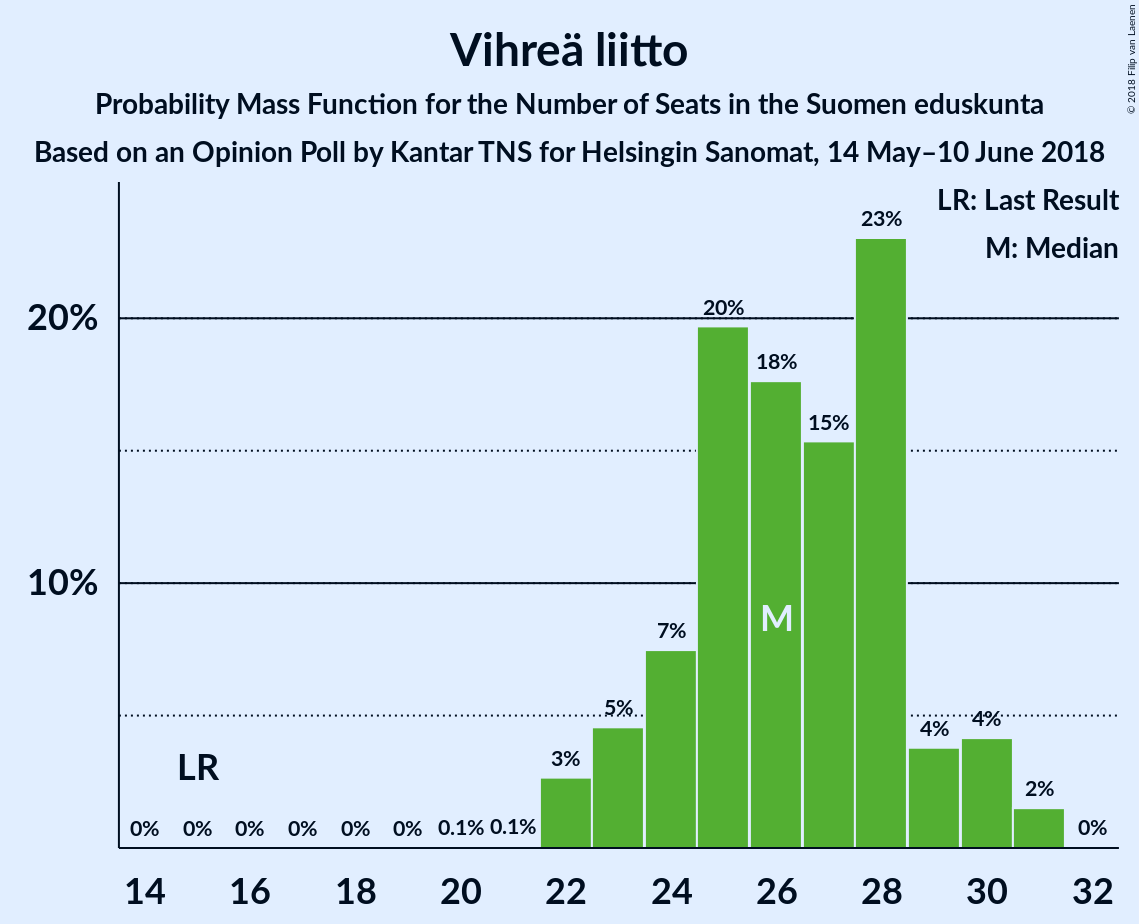 Vihreä liitto
Probability Mass Function for the Number of Seats in the Suomen eduskunta
Based on an Opinion Poll by Kantar TNS for Helsingin Sanomat, 14 May–10 June 2018
© 2018 Filip van Laenen
LR: Last Result
M: Median
23%
20%
20%
18%
15%
10%
M
7%
5%
4%
4%
3%
2%
LR
0% 0% 0% 0% 0% 0% 0.1% 0.1% 0%
14 16 18 20 22 24 26 28 30 32